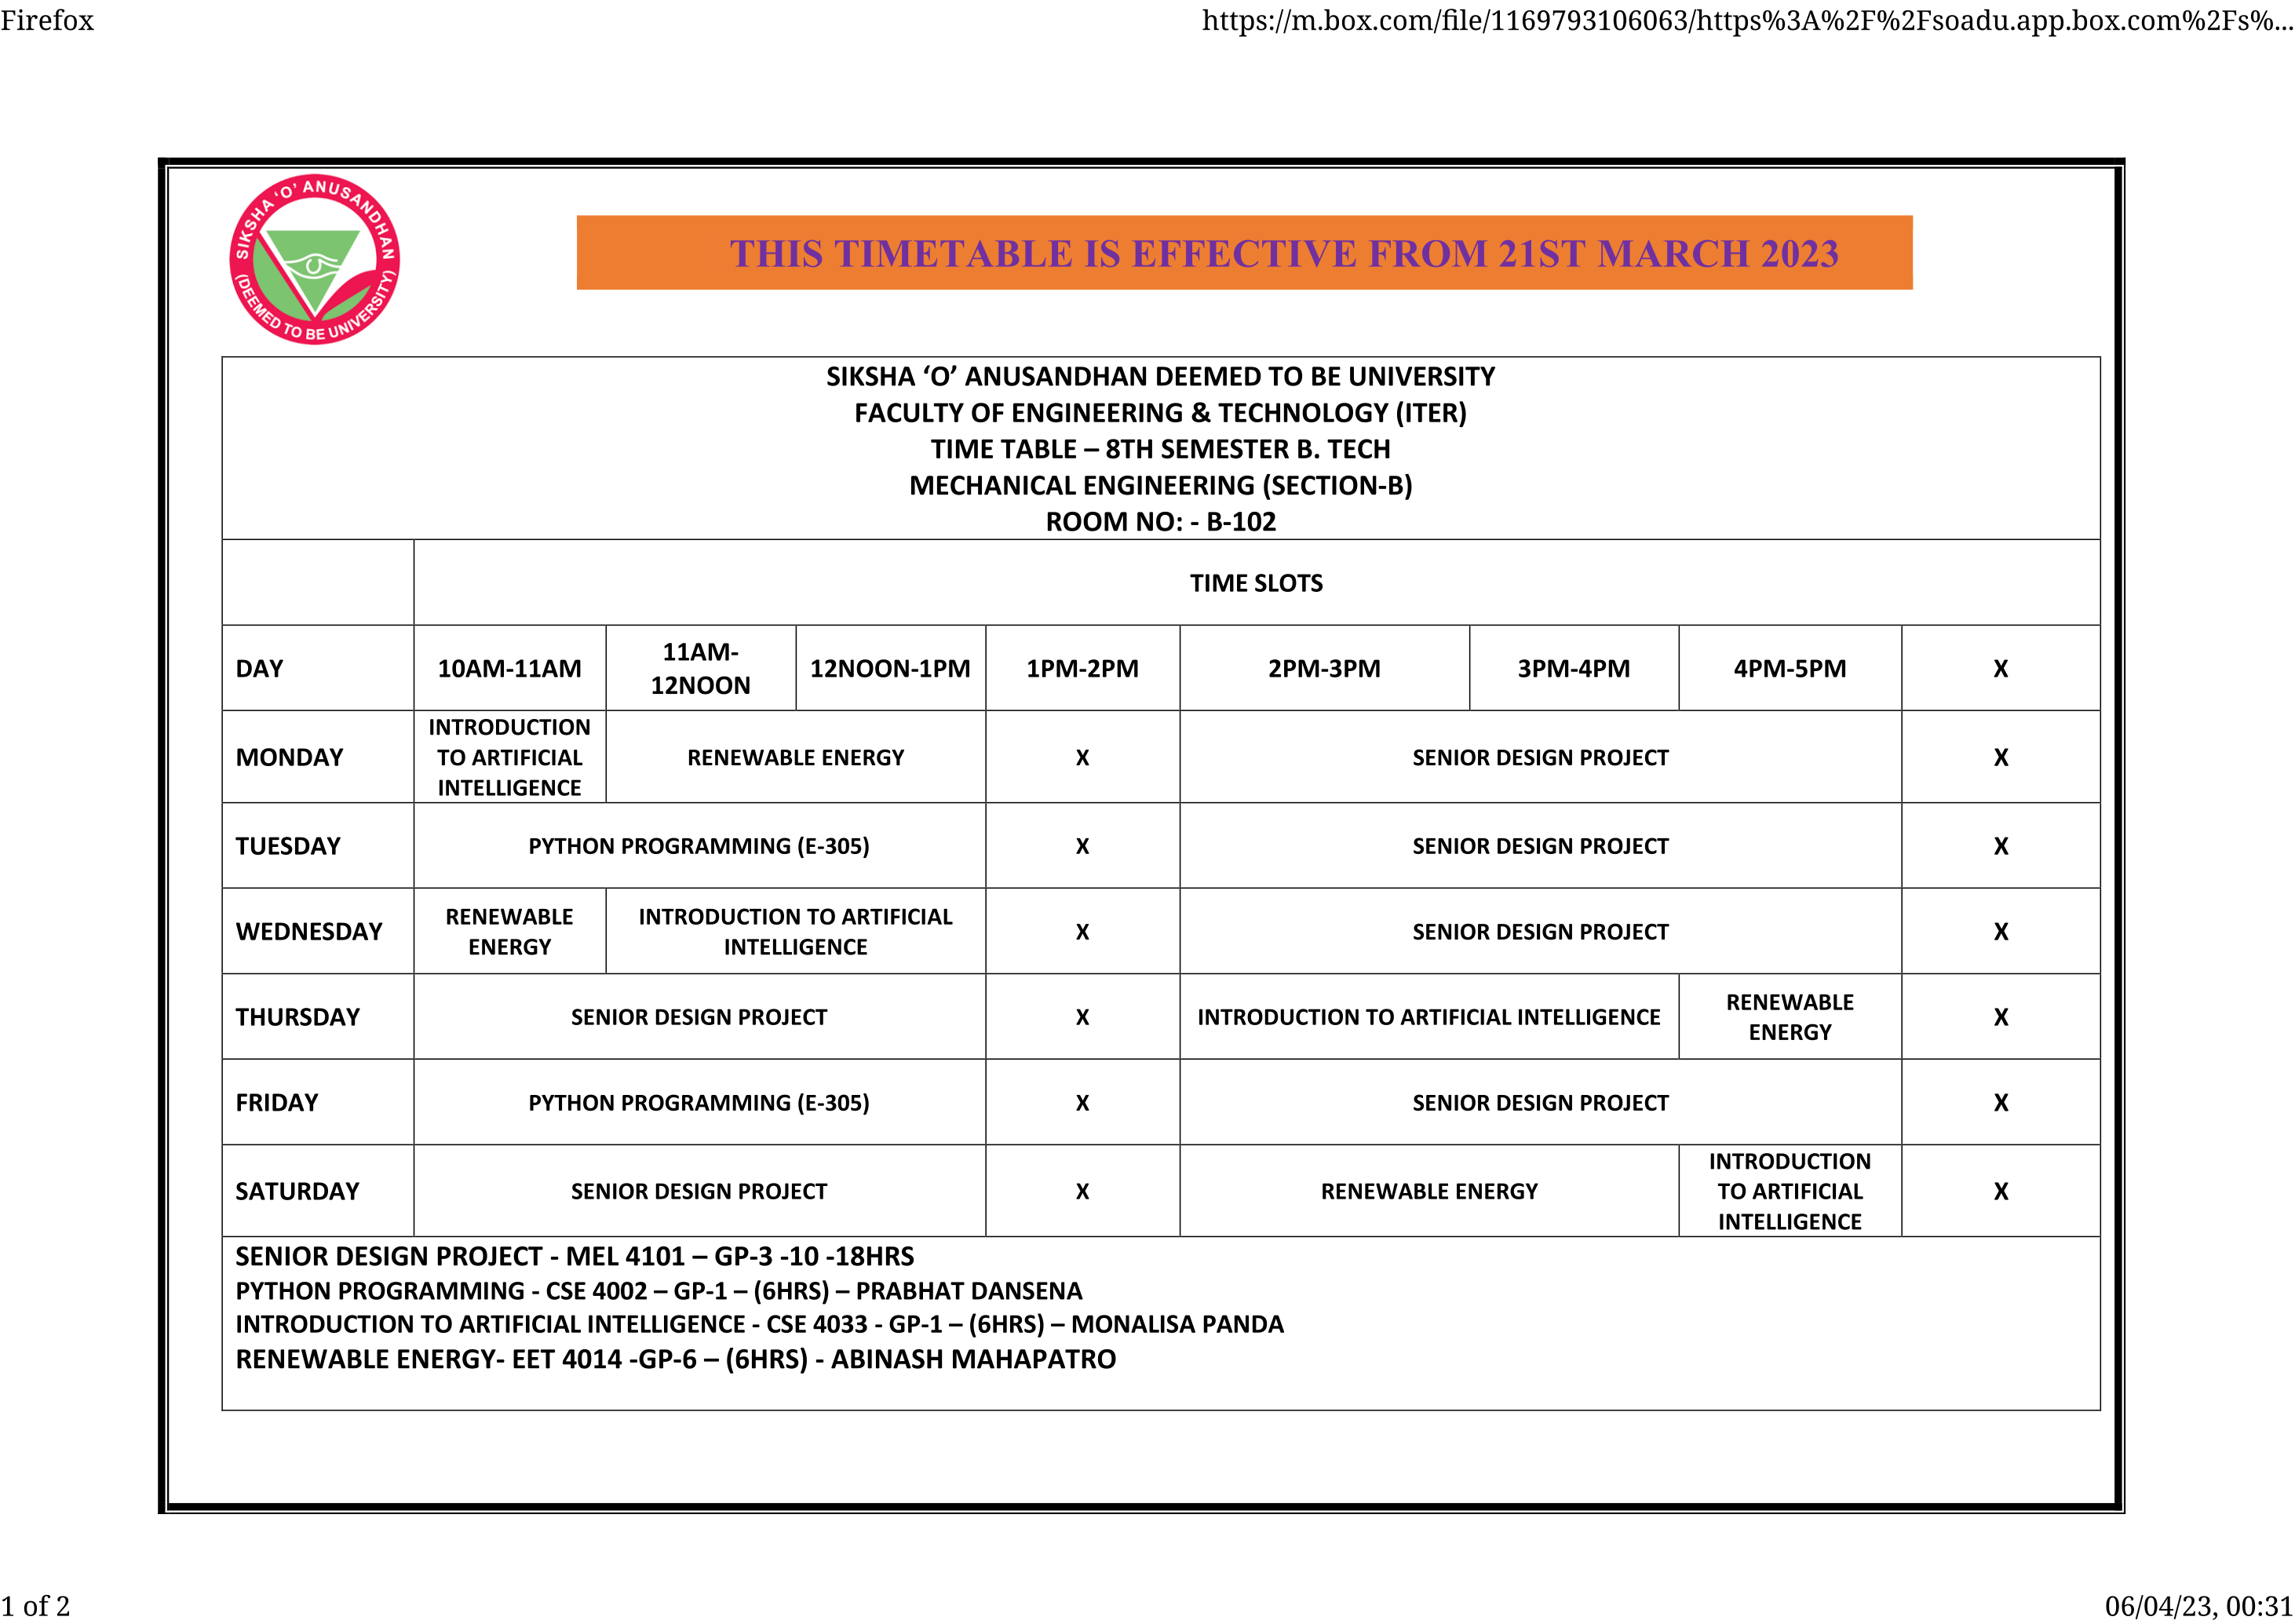 Firefox
https://m.box.com/file/1169793106063/https%3A%2F%2Fsoadu.app.box.com%2Fs%...
SIKSHA 'O' ANUSANDHAN
(DEEMED TO BE UNIVERSITY)
THIS TIMETABLE IS EFFECTIVE FROM 21ST MARCH 2023
SIKSHA ‘O’ ANUSANDHAN DEEMED TO BE UNIVERSITY
FACULTY OF ENGINEERING & TECHNOLOGY (ITER)
TIME TABLE – 8TH SEMESTER B. TECH
MECHANICAL ENGINEERING (SECTION-B)
ROOM NO: - B-102
TIME SLOTS
DAY
10AM-11AM
11AM-
12NOON
12NOON-1PM
1PM-2PM
2PM-3PM
3PM-4PM
4PM-5PM
X
MONDAY
INTRODUCTION
TO ARTIFICIAL
INTELLIGENCE
RENEWABLE ENERGY
X
SENIOR DESIGN PROJECT
X
TUESDAY
PYTHON PROGRAMMING (E-305)
X
SENIOR DESIGN PROJECT
X
WEDNESDAY
RENEWABLE
ENERGY
INTRODUCTION TO ARTIFICIAL
INTELLIGENCE
X
SENIOR DESIGN PROJECT
X
THURSDAY
SENIOR DESIGN PROJECT
X
INTRODUCTION TO ARTIFICIAL INTELLIGENCE
RENEWABLE
ENERGY
X
FRIDAY
PYTHON PROGRAMMING (E-305)
X
SENIOR DESIGN PROJECT
X
SATURDAY
SENIOR DESIGN PROJECT
X
RENEWABLE ENERGY
INTRODUCTION
TO ARTIFICIAL
INTELLIGENCE
X
SENIOR DESIGN PROJECT - MEL 4101 – GP-3 -10 -18HRS
PYTHON PROGRAMMING - CSE 4002 – GP-1 – (6HRS) – PRABHAT DANSENA
INTRODUCTION TO ARTIFICIAL INTELLIGENCE - CSE 4033 - GP-1 – (6HRS) – MONALISA PANDA
RENEWABLE ENERGY- EET 4014 -GP-6 – (6HRS) - ABINASH MAHAPATRO
1 of 2
06/04/23, 00:31